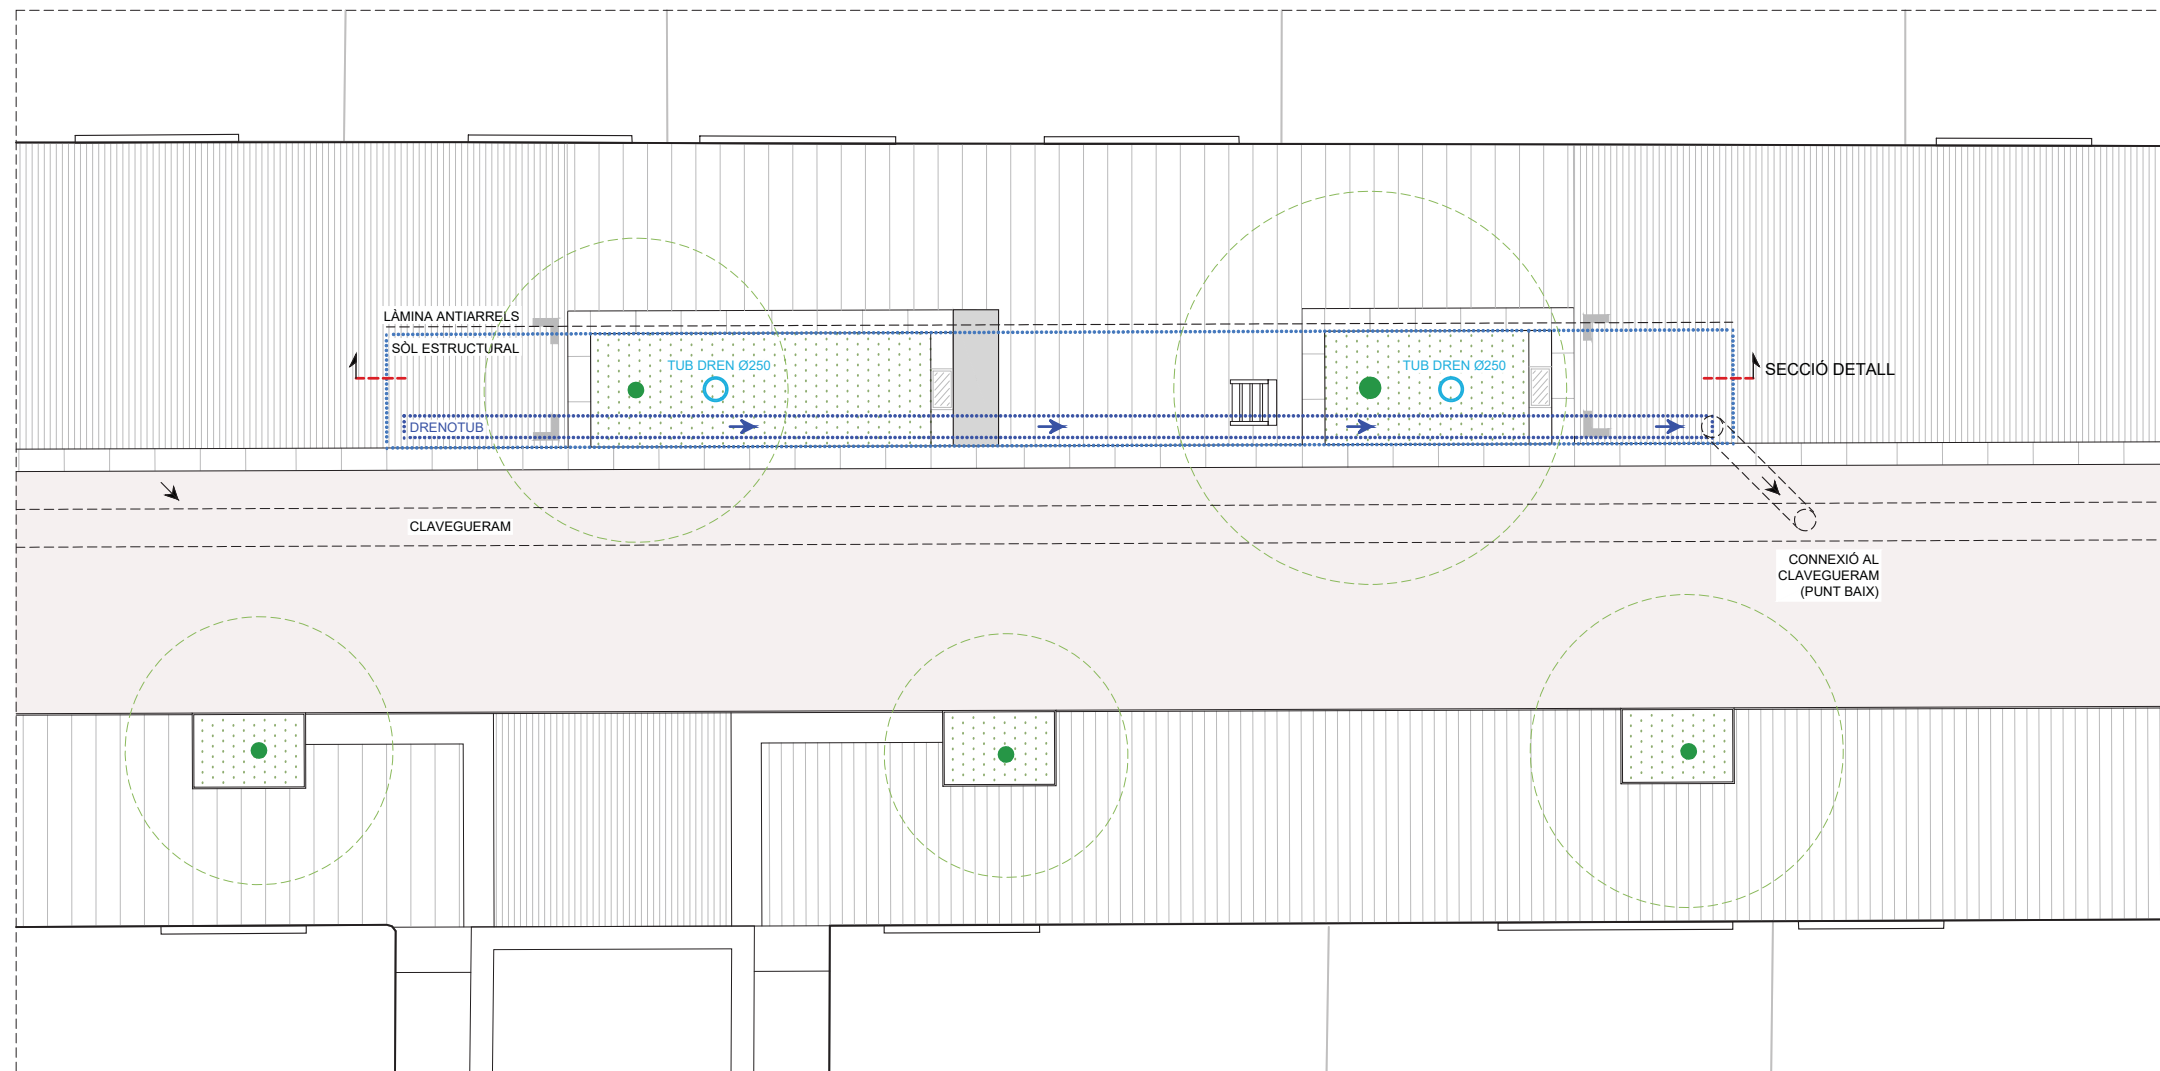 LÀMINA ANTIARRELS
SÒL ESTRUCTURAL
TUB DREN Ø250
TUB DREN Ø250
SECCIÓ DETALL
DRENOTUB
CLAVEGUERAM
CONNEXIÓ AL
CLAVEGUERAM
(PUNT BAIX)